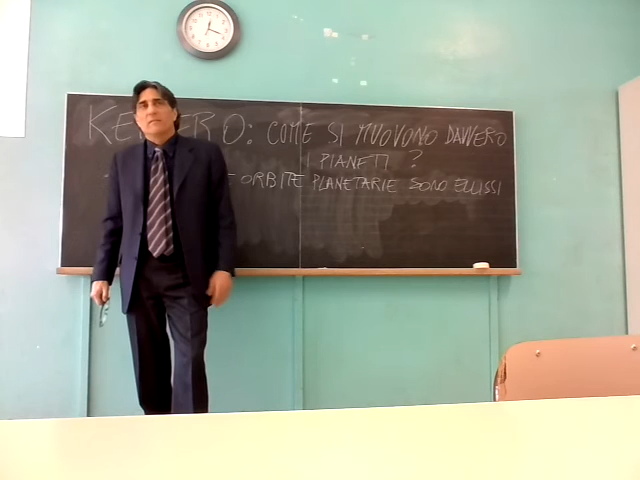 COME SI MUOVONO DAVVERO
I PIANETI ?
ORBITE PLANETARIE SONO ELLISSI